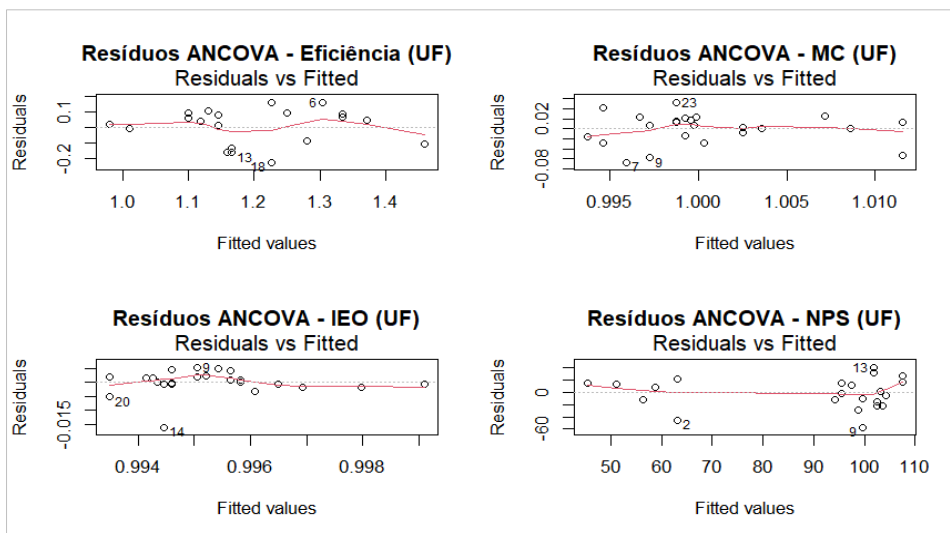 Resíduos ANCOVA - Eficiência (UF)
Residuals vs Fitted
Residuals
0.1
-0.2
6
13
18
1.0 1.1 1.2 1.3 1.4
Fitted values
Resíduos ANCOVA - MC (UF)
Residuals vs Fitted
Residuals
0.02
-0.08
23
7
9
0.995 1.000 1.005 1.010
Fitted values
Resíduos ANCOVA - IEO (UF)
Residuals vs Fitted
Residuals
-0.015
9
20
14
0.994 0.996 0.998
Fitted values
Resíduos ANCOVA - NPS (UF)
Residuals vs Fitted
Residuals
0
-60
13
2
9
50 60 70 80 90 100 110
Fitted values